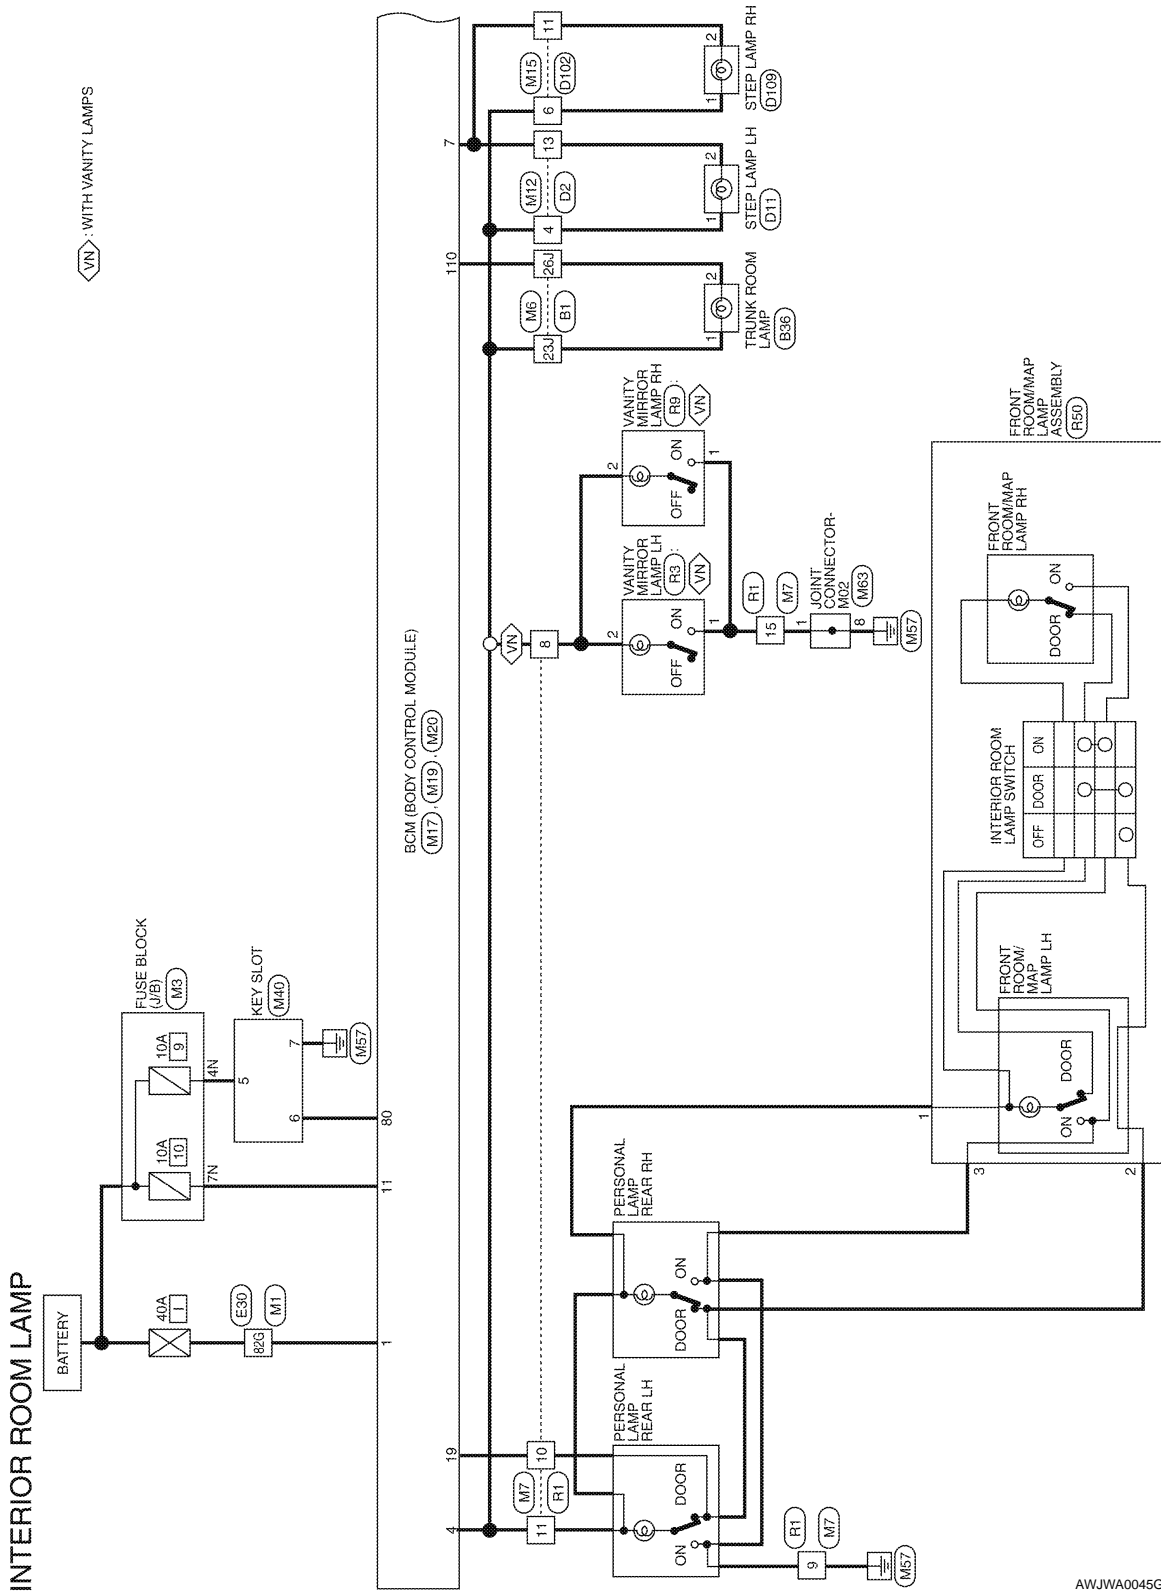 INTERIOR ROOM LAMP
VN : WITH VANITY LAMPS
BATTERY
40A
I
E30
82G
M1
1
FUSE BLOCK
(J/B)
M3
10A
10
7N
11
10A
9
4N
KEY SLOT
M40
5
6
7
M57
80
BCM (BODY CONTROL MODULE)
M17 , M19 , M20
4
19
110
7
M7
R1
11
10
8
VN
M6
B1
23J
26J
M12
D2
4
13
M15
D102
6
11
1
2
TRUNK ROOM
LAMP
B36
1
2
STEP LAMP LH
D11
1
2
STEP LAMP RH
D109
VANITY
MIRROR
LAMP LH
R3 :
VN
2
OFF
ON
1
VANITY
MIRROR
LAMP RH
R9 :
VN
2
OFF
ON
1
R1
15
M7
1
JOINT
CONNECTOR-
M02
M63
8
M57
PERSONAL
LAMP
REAR LH
ON
DOOR
PERSONAL
LAMP
REAR RH
DOOR
ON
R1
9
M7
M57
FRONT
ROOM/MAP
LAMP
ASSEMBLY
R50
1
3
2
FRONT
ROOM/
MAP
LAMP LH
ON
DOOR
INTERIOR ROOM
LAMP SWITCH
OFF
DOOR
ON
FRONT
ROOM/MAP
LAMP RH
DOOR
ON
AWJWA0045G